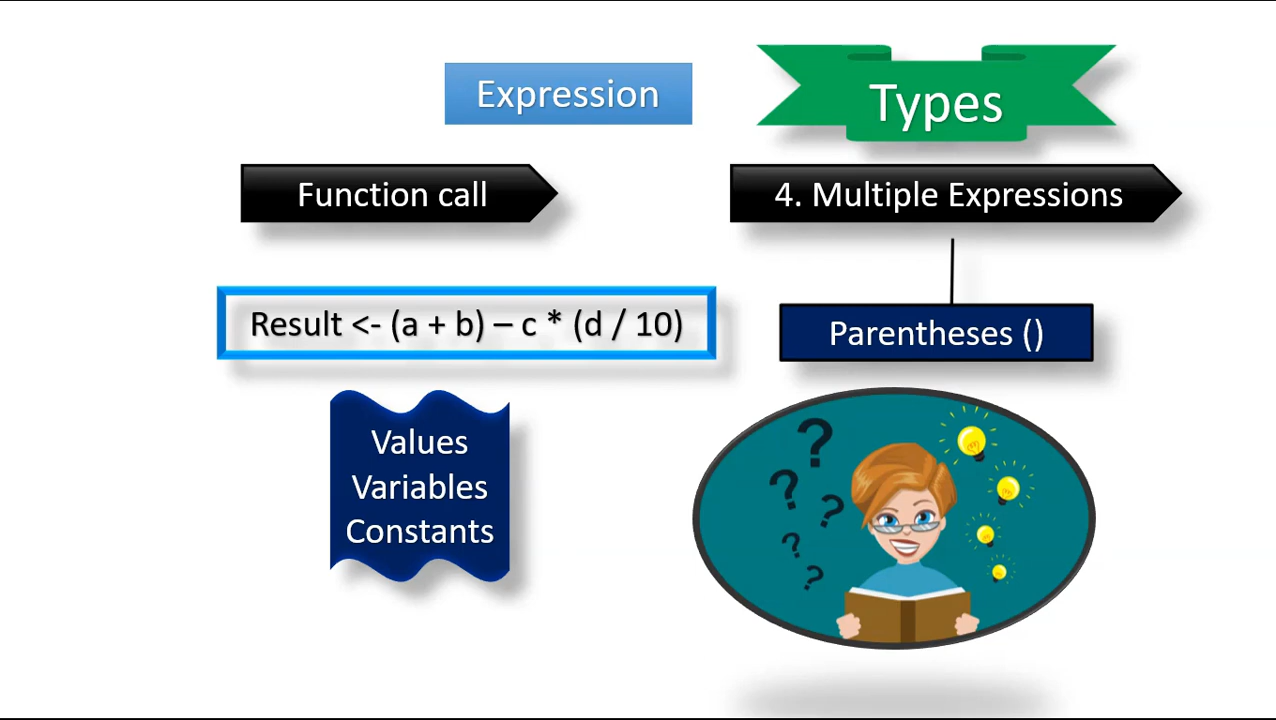 Expression
Types
Function call
4. Multiple Expressions
Result <- (a + b) – c * (d / 10)
Parentheses ()
Values
Variables
Constants
? 
?
?
?
?